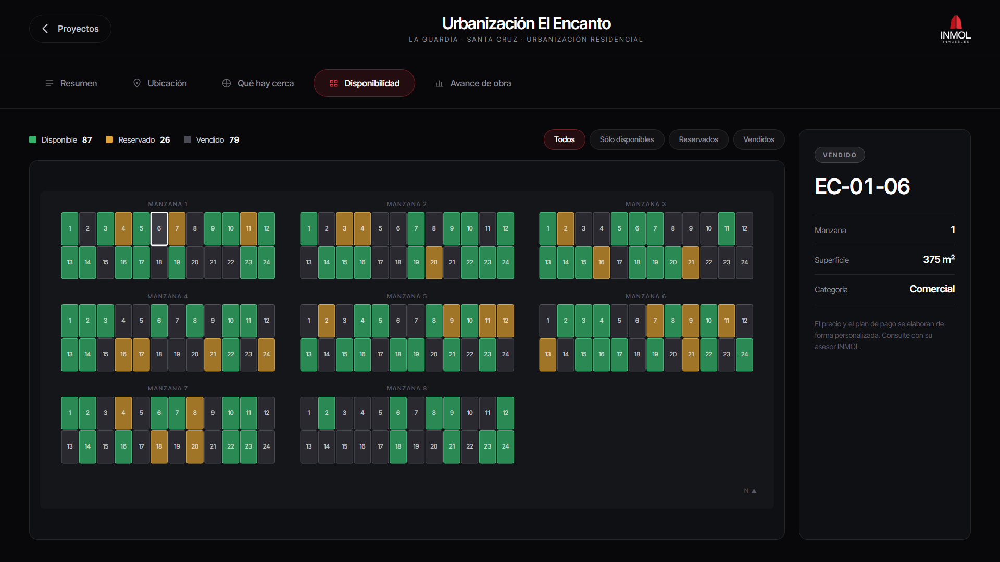 Proyectos
Urbanización El Encanto
LA GUARDIA · SANTA CRUZ · URBANIZACIÓN RESIDENCIAL
INMOL
INMUEBLES
Resumen
Ubicación
Qué hay cerca
Disponibilidad
Avance de obra
Disponible 87
Reservado 26
Vendido 79
Todos
Sólo disponibles
Reservados
Vendidos
MANZANA 1
1 2 3 4 5 6 7 8 9 10 11 12
13 14 15 16 17 18 19 20 21 22 23 24
MANZANA 2
1 2 3 4 5 6 7 8 9 10 11 12
13 14 15 16 17 18 19 20 21 22 23 24
MANZANA 3
1 2 3 4 5 6 7 8 9 10 11 12
13 14 15 16 17 18 19 20 21 22 23 24
MANZANA 4
1 2 3 4 5 6 7 8 9 10 11 12
13 14 15 16 17 18 19 20 21 22 23 24
MANZANA 5
1 2 3 4 5 6 7 8 9 10 11 12
13 14 15 16 17 18 19 20 21 22 23 24
MANZANA 6
1 2 3 4 5 6 7 8 9 10 11 12
13 14 15 16 17 18 19 20 21 22 23 24
MANZANA 7
1 2 3 4 5 6 7 8 9 10 11 12
13 14 15 16 17 18 19 20 21 22 23 24
MANZANA 8
1 2 3 4 5 6 7 8 9 10 11 12
13 14 15 16 17 18 19 20 21 22 23 24
N ▲
VENDIDO
EC-01-06
Manzana 1
Superficie 375 m²
Categoría Comercial
El precio y el plan de pago se elaboran de
forma personalizada. Consulte con su
asesor INMOL.